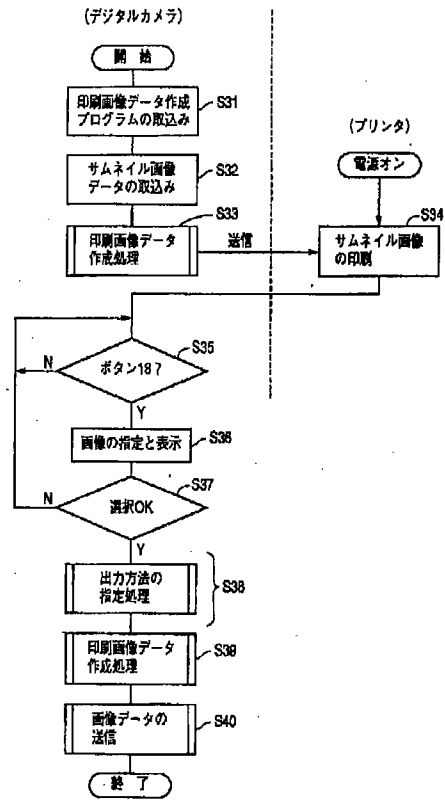 (デジタルカメラ)
開 始
印刷画像データ作成
プログラムの取込み
S31
(プリンタ)
サムネイル画像
データの取込み
S32
電源オン
S33
印刷画像データ
作成処理
送信
S34
サムネイル画像
の印刷
S35
N
ボタン18?
Y
画像の指定と表示
S36
S37
N
選択OK
Y
出力方法の
指定処理
S38
印刷画像データ
作成処理
S39
画像データの
送信
S40
終 了